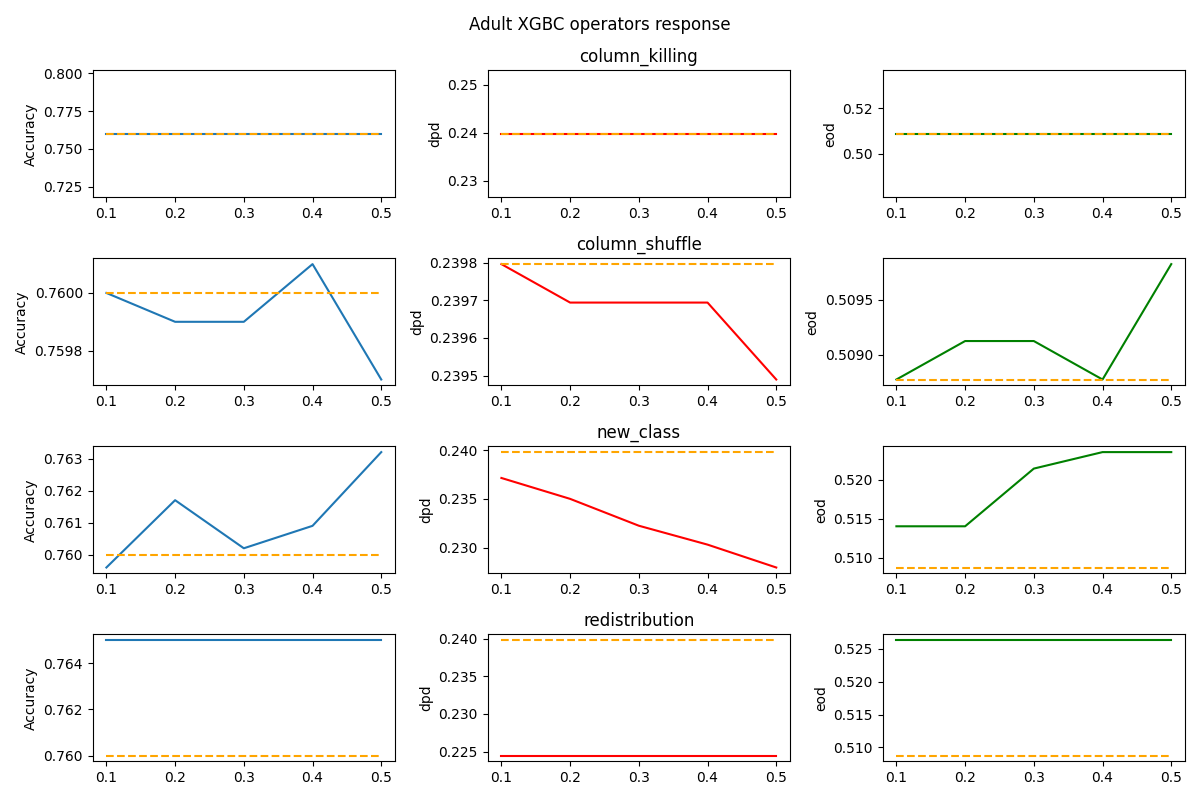 Adult XGBC operators response
column_killing
0.800
0.775
0.750
0.725
Accuracy
0.1 0.2 0.3 0.4 0.5
0.25
0.24
0.23
dpd
0.1 0.2 0.3 0.4 0.5
0.52
0.50
eod
0.1 0.2 0.3 0.4 0.5
column_shuffle
0.7600
0.7598
Accuracy
0.1 0.2 0.3 0.4 0.5
0.2398
0.2397
0.2396
0.2395
dpd
0.1 0.2 0.3 0.4 0.5
0.5095
0.5090
eod
0.1 0.2 0.3 0.4 0.5
new_class
0.763
0.762
0.761
0.760
Accuracy
0.1 0.2 0.3 0.4 0.5
0.240
0.235
0.230
dpd
0.1 0.2 0.3 0.4 0.5
0.520
0.515
0.510
eod
0.1 0.2 0.3 0.4 0.5
redistribution
0.764
0.762
0.760
Accuracy
0.1 0.2 0.3 0.4 0.5
0.240
0.235
0.230
0.225
dpd
0.1 0.2 0.3 0.4 0.5
0.525
0.520
0.515
0.510
eod
0.1 0.2 0.3 0.4 0.5